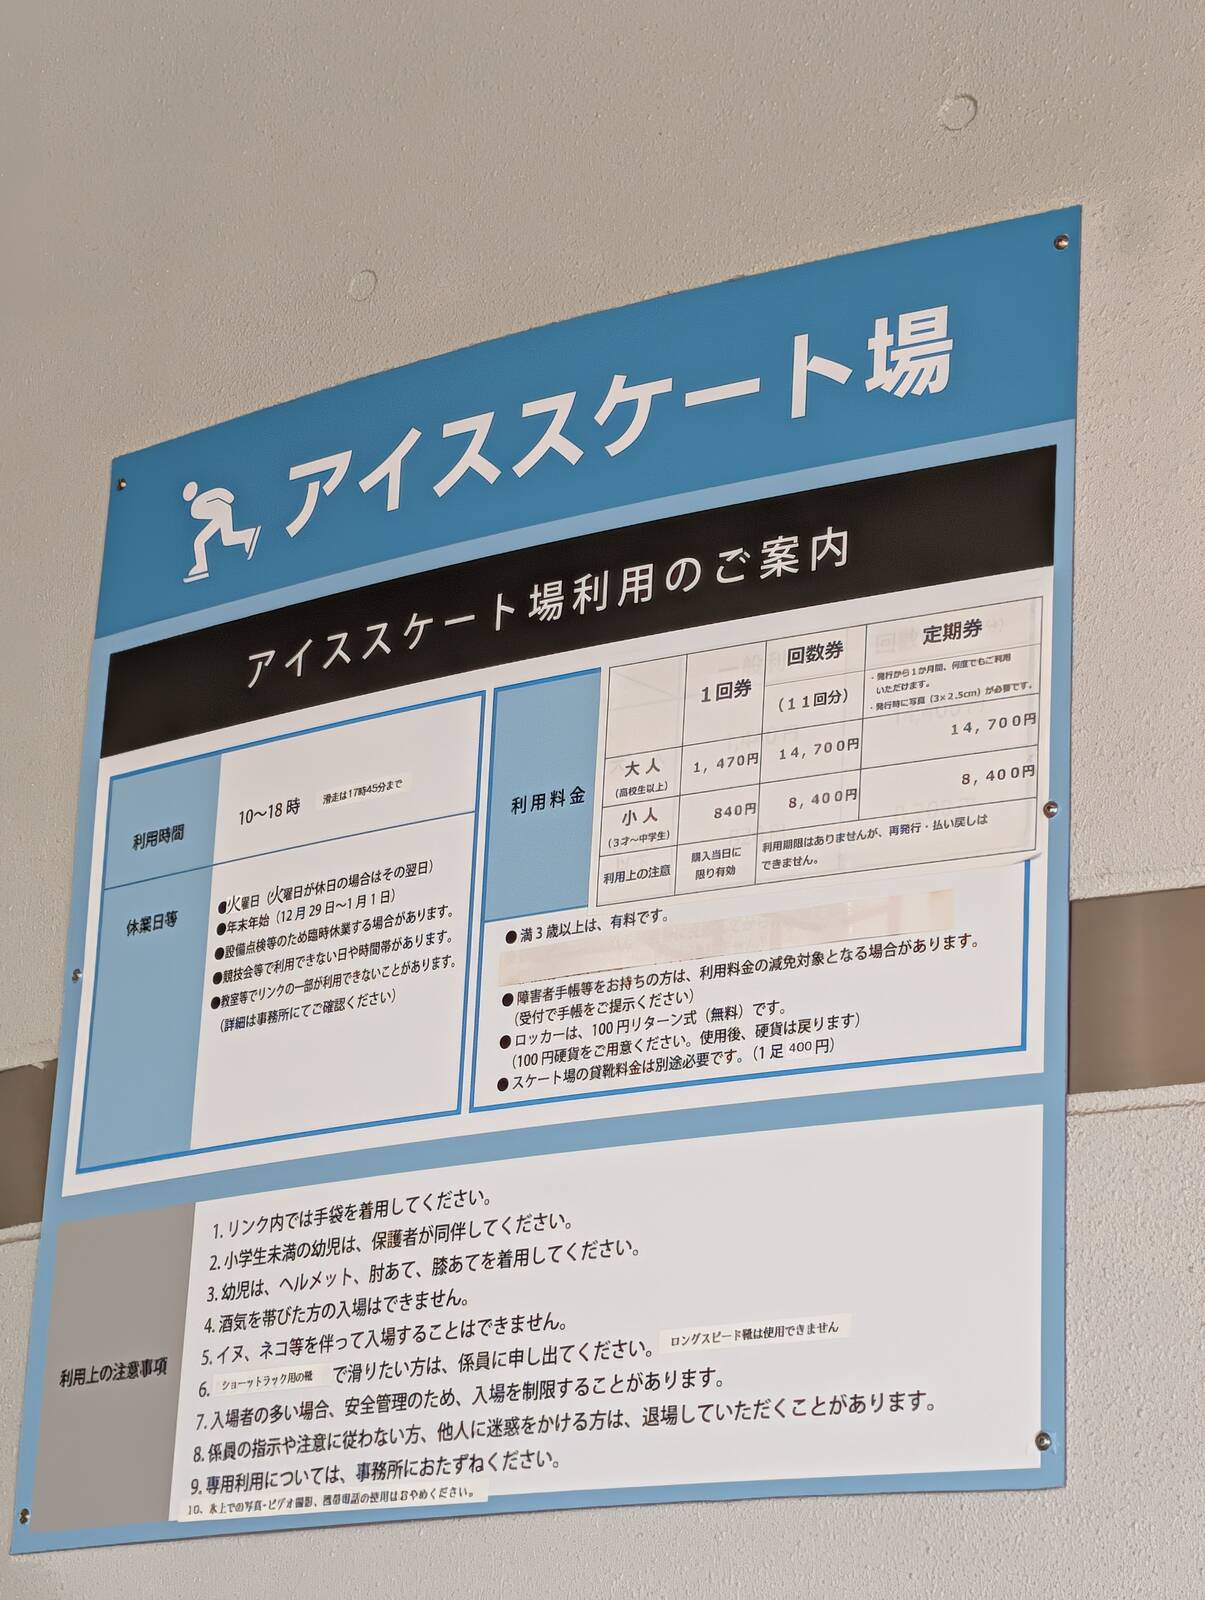 アイススケート場
アイススケート場利用のご案内
利用時間
10～18時 滑走は17時45分まで
休業日等
●火曜日（火曜日が休日の場合はその翌日）
●年末年始（12月29日～1月1日）
●設備点検等のため臨時休業する場合があります。
●競技会等で利用できない日や時間帯があります。
●教室等でリンクの一部が利用できないことがあります。
（詳細は事務所にてご確認ください）
利用料金
1回券
回数券
（11回分）
定期券
・発行から1か月間、何度でもご利用
いただけます。
・発行時に写真（3×2.5cm）が必要です。
大人
（高校生以上）
1,470円 14,700円 14,700円
小人
（3才～中学生）
840円 8,400円 8,400円
利用上の注意
購入当日に
限り有効
利用期限はありませんが、再発行・払い戻しは
できません。
●満3歳以上は、有料です。
●障害者手帳等をお持ちの方は、利用料金の減免対象となる場合があります。
（受付で手帳をご提示ください）
●ロッカーは、100円リターン式（無料）です。
（100円硬貨をご用意ください。使用後、硬貨は戻ります）
●スケート場の貸靴料金は別途必要です。（1足400円）
利用上の注意事項
1. リンク内では手袋を着用してください。
2. 小学生未満の幼児は、保護者が同伴してください。
3. 幼児は、ヘルメット、肘あて、膝あてを着用してください。
4. 酒気を帯びた方の入場はできません。
5. イヌ、ネコ等を伴って入場することはできません。
6. ショートトラック用の靴 で滑りたい方は、係員に申し出てください。 ロングスピード靴は使用できません
7. 入場者の多い場合、安全管理のため、入場を制限することがあります。
8. 係員の指示や注意に従わない方、他人に迷惑をかける方は、退場していただくことがあります。
9. 専用利用については、事務所におたずねください。
10. 氷上での写真・ビデオ撮影、携帯電話の使用はおやめください。